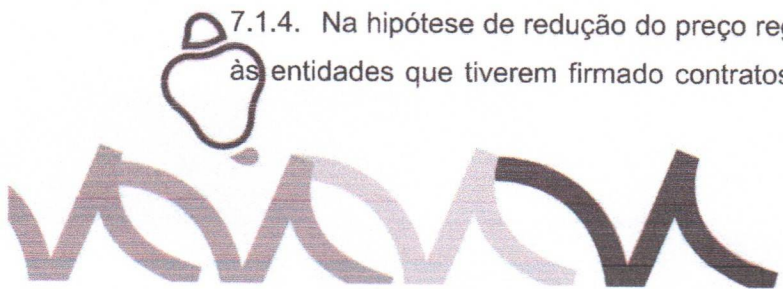 7.1.4. Na hipótese de redução do preço
às entidades que tiverem firmado contratos